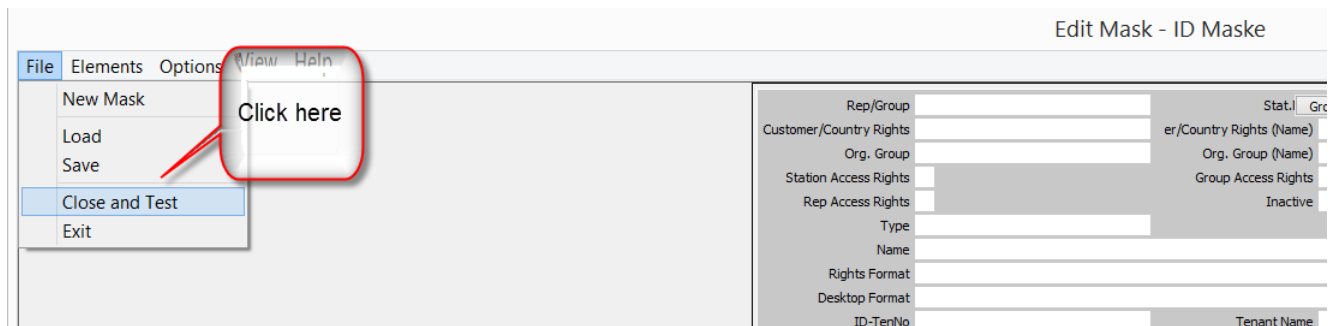 Edit Mask - ID Maske
File Elements Options View Help
New Mask
Load
Save
Close and Test
Exit
Click here
Rep/Group Stat.I Gro
Customer/Country Rights er/Country Rights (Name)
Org. Group Org. Group (Name)
Station Access Rights Group Access Rights
Rep Access Rights Inactive
Type
Name
Rights Format
Desktop Format
ID-TenNo Tenant Name